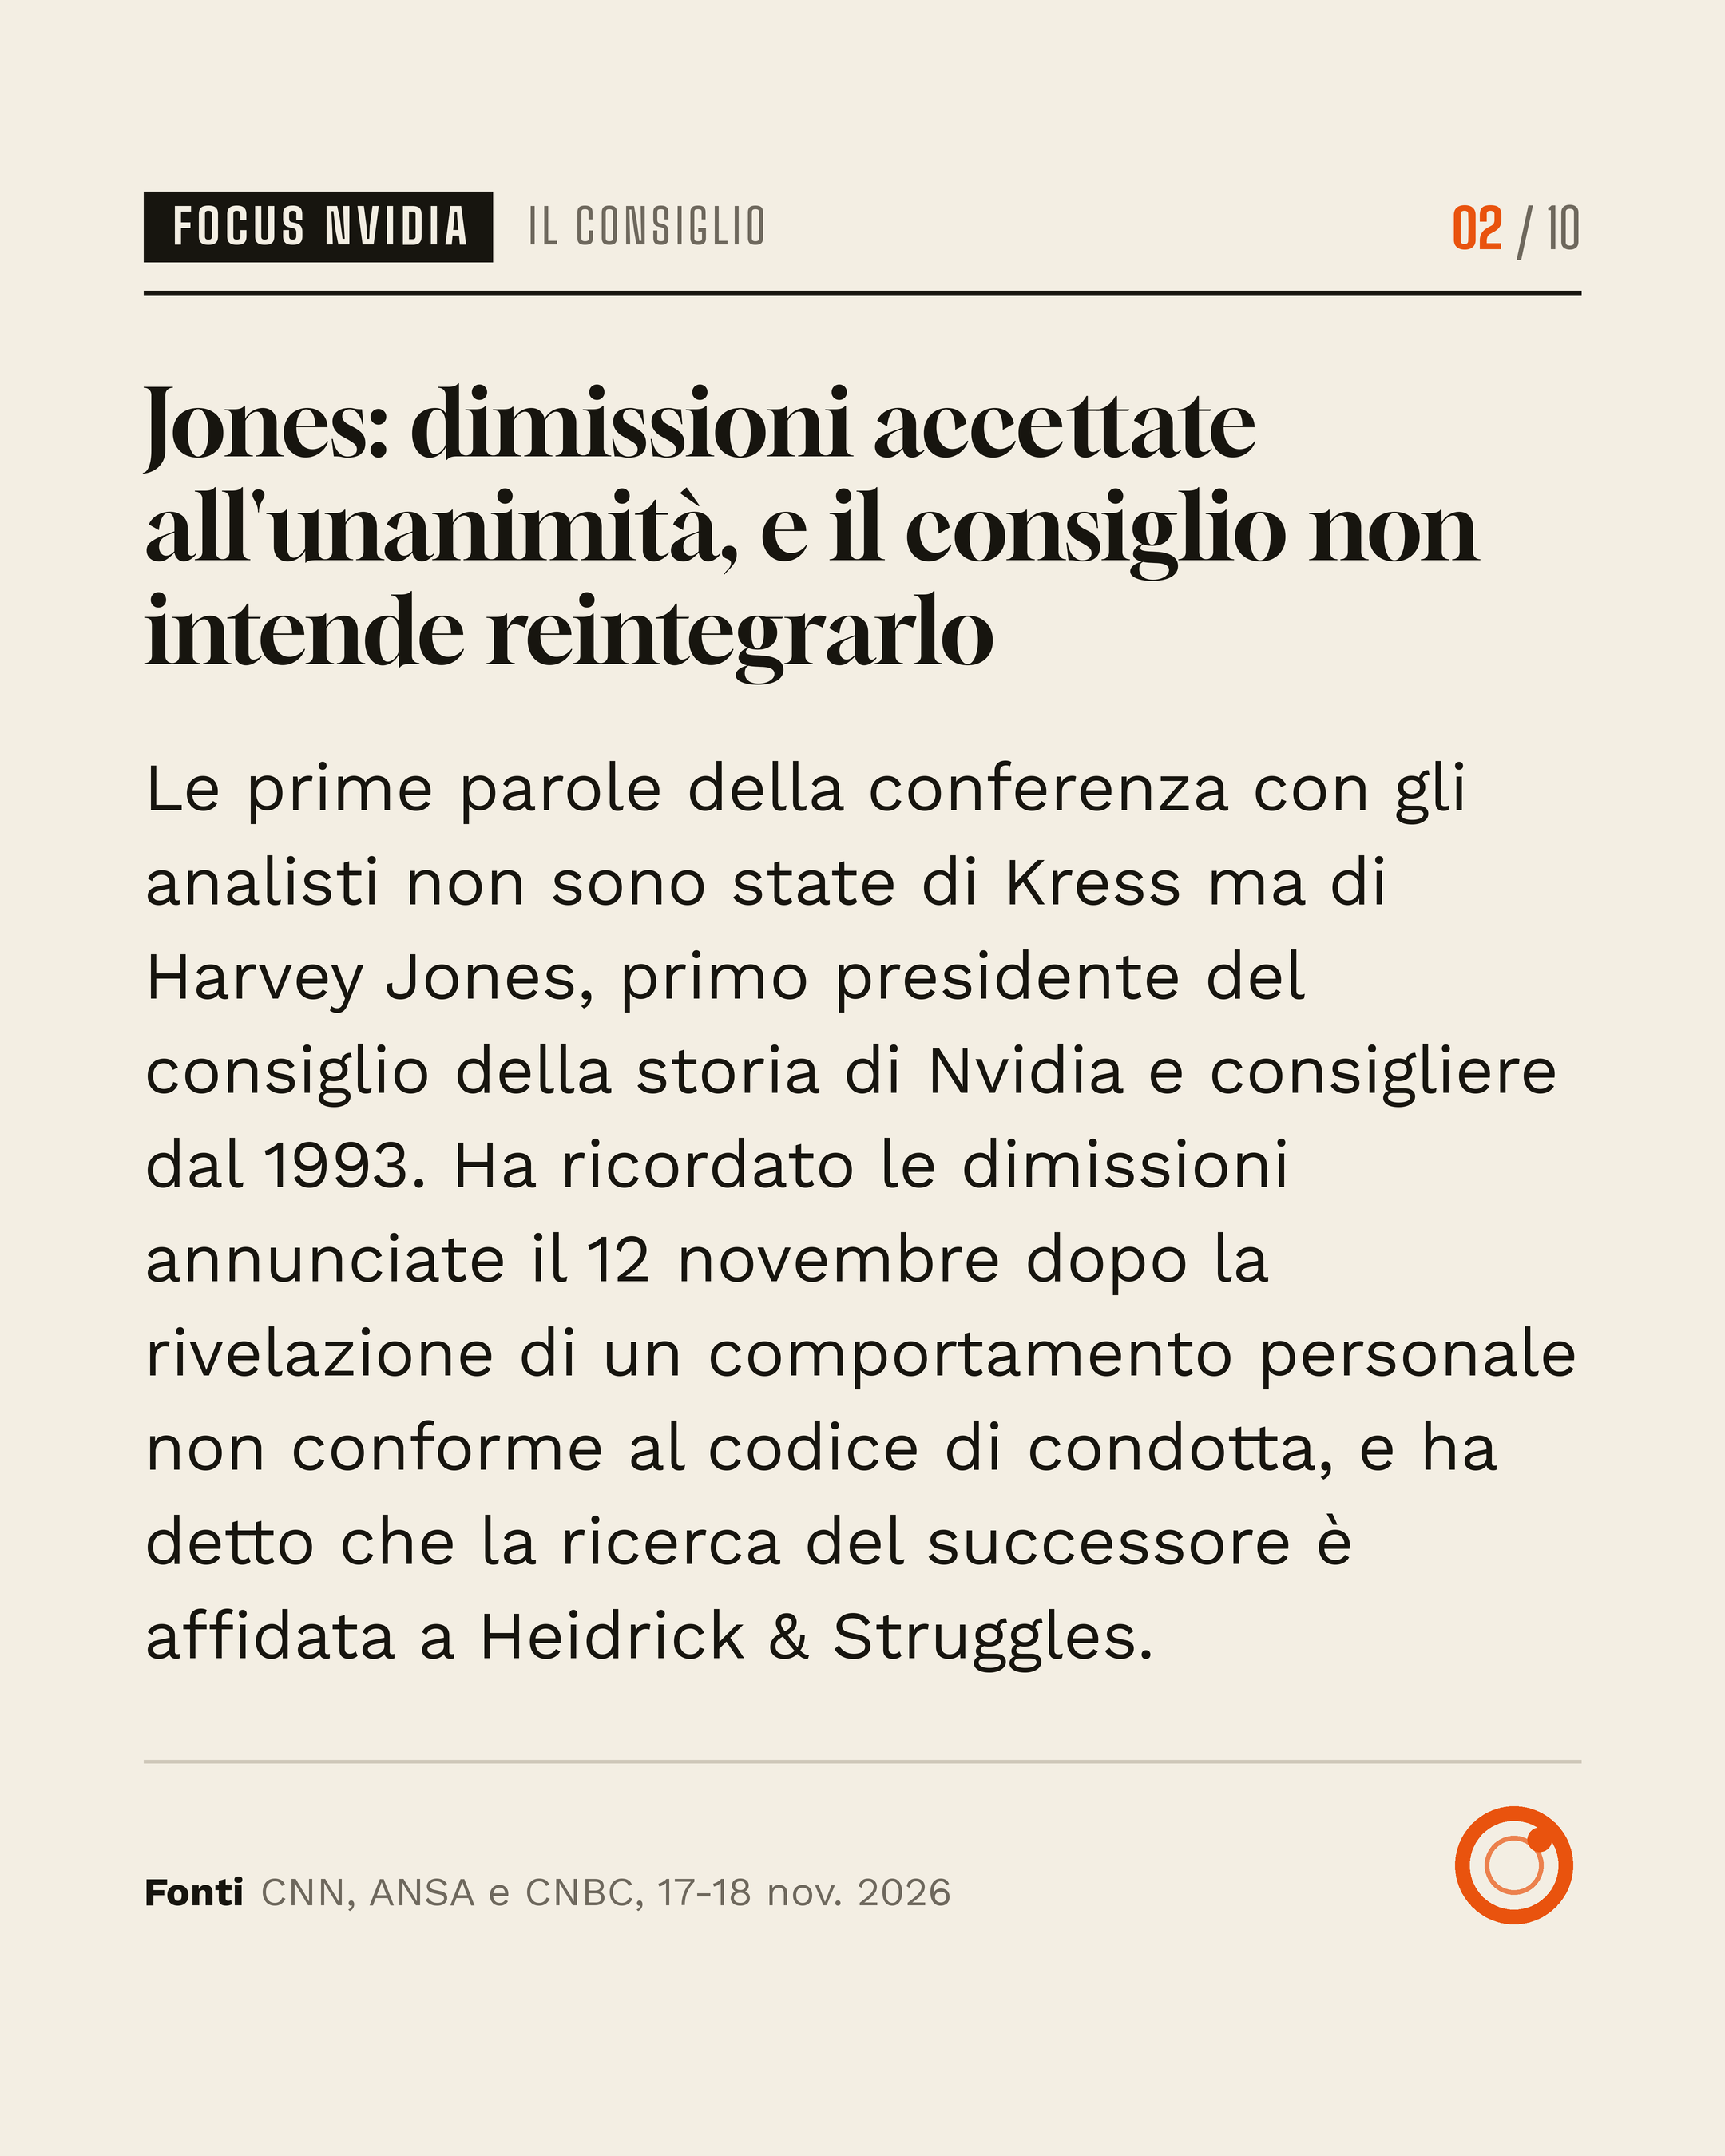 FOCUS NVIDIA IL CONSIGLIO 02 / 10
Jones: dimissioni accettate
all'unanimità, e il consiglio non
intende reintegrarlo
Le prime parole della conferenza con gli
analisti non sono state di Kress ma di
Harvey Jones, primo presidente del
consiglio della storia di Nvidia e consigliere
dal 1993. Ha ricordato le dimissioni
annunciate il 12 novembre dopo la
rivelazione di un comportamento personale
non conforme al codice di condotta, e ha
detto che la ricerca del successore è
affidata a Heidrick & Struggles.
Fonti CNN, ANSA e CNBC, 17-18 nov. 2026